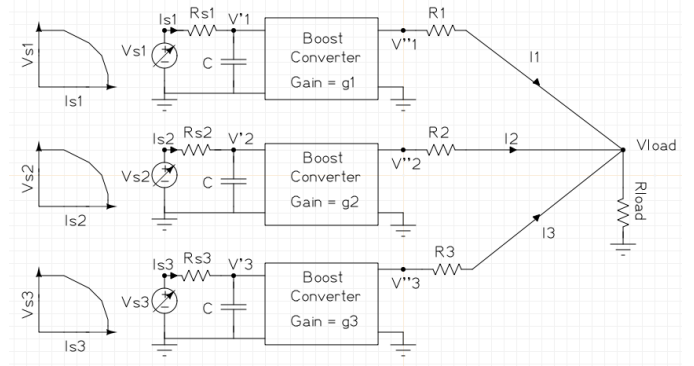 Vs1
Is1
Vs1
Is1
Rs1
V'1
C
Boost
Converter
Gain = g1
V''1
R1
I1
Vs2
Is2
Vs2
Is2
Rs2
V'2
C
Boost
Converter
Gain = g2
V''2
R2
I2
Vload
Rload
Vs3
Is3
Vs3
Is3
Rs3
V'3
C
Boost
Converter
Gain = g3
V''3
R3
I3